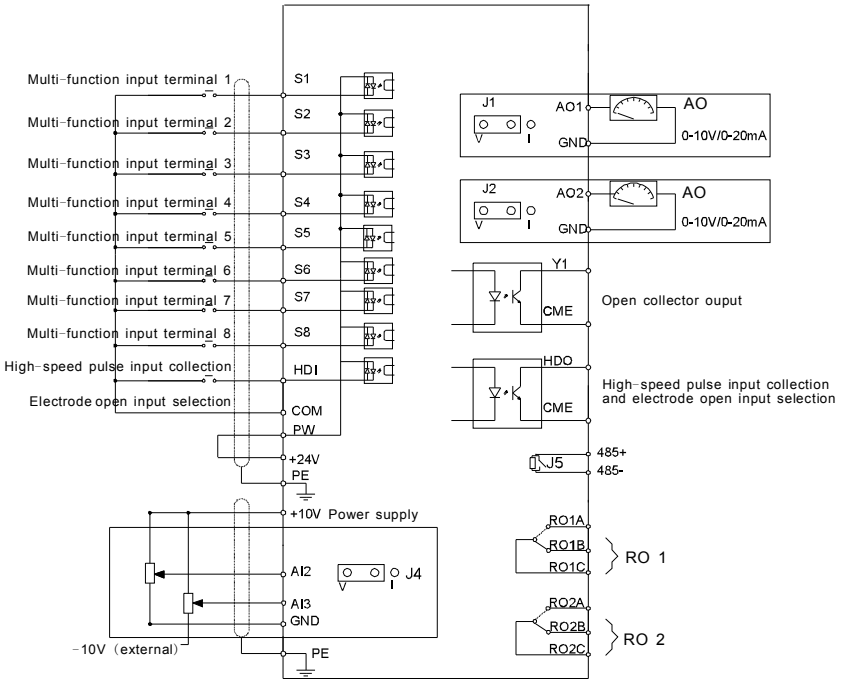 Multi-function input terminal 1
S1
Multi-function input terminal 2
S2
Multi-function input terminal 3
S3
Multi-function input terminal 4
S4
Multi-function input terminal 5
S5
Multi-function input terminal 6
S6
Multi-function input terminal 7
S7
Multi-function input terminal 8
S8
High-speed pulse input collection
HDI
Electrode open input selection
COM
PW
+24V
PE
+10V Power supply
AI2
J4
V
I
AI3
GND
-10V (external)
PE
J1
V
I
AO1
AO
0-10V/0-20mA
GND
J2
V
I
AO2
AO
0-10V/0-20mA
GND
Y1
CME
Open collector ouput
HDO
CME
High-speed pulse input collection
and electrode open input selection
J5
485+
485-
RO1A
RO1B
RO1C
RO 1
RO2A
RO2B
RO2C
RO 2